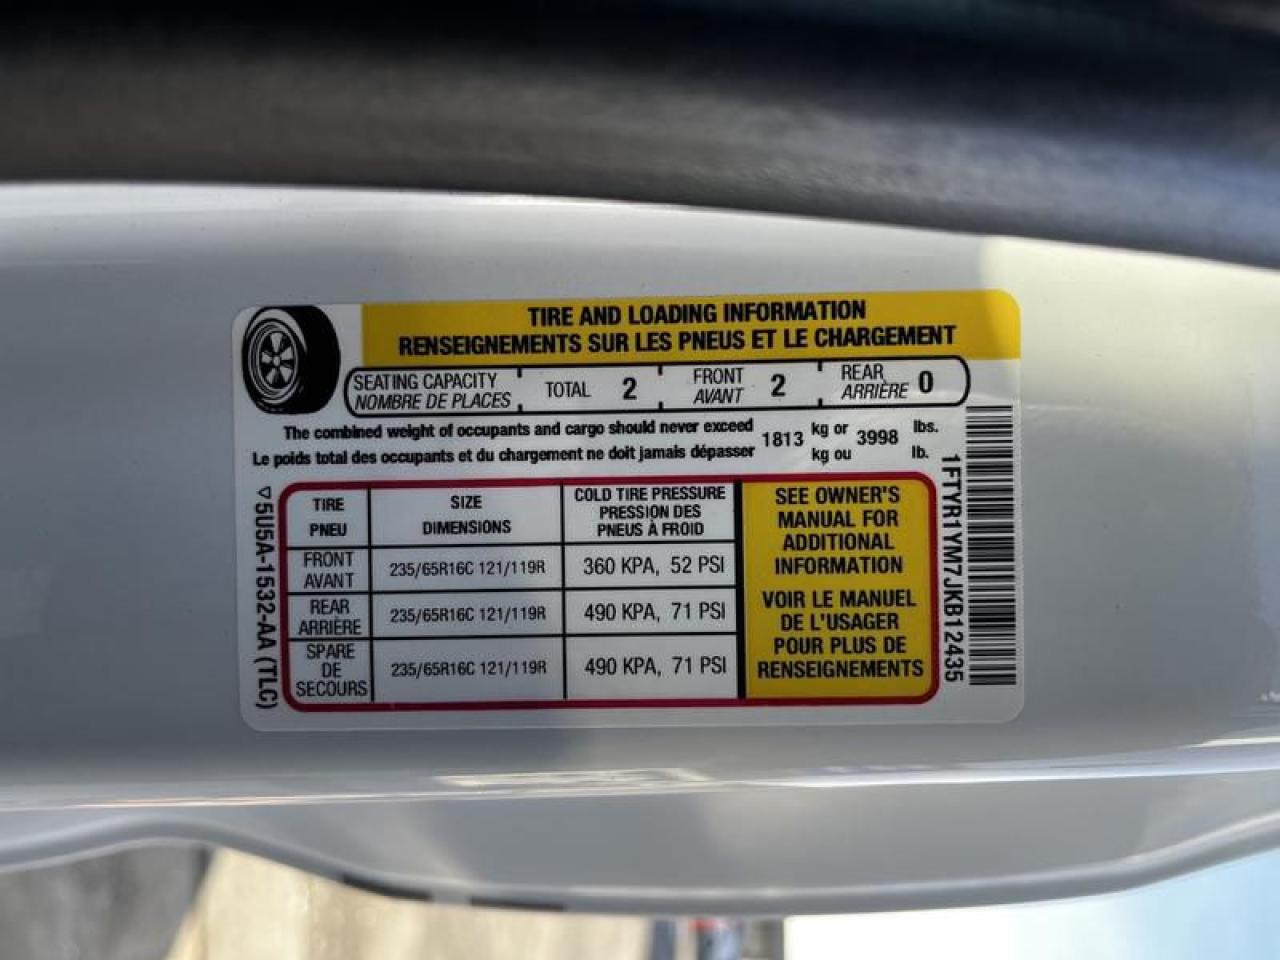 TIRE AND LOADING INFORMATION
RENSEIGNEMENTS SUR LES PNEUS ET LE CHARGEMENT
SEATING CAPACITY
NOMBRE DE PLACES
TOTAL 2
FRONT
AVANT
2
REAR
ARRIÈRE
0
The combined weight of occupants and cargo should never exceed
Le poids total des occupants et du chargement ne doit jamais dépasser
1813
kg or
kg ou
3998
lbs.
lb.
TIRE
PNEU
SIZE
DIMENSIONS
COLD TIRE PRESSURE
PRESSION DES
PNEUS À FROID
FRONT
AVANT
235/65R16C 121/119R
360 KPA, 52 PSI
REAR
ARRIÈRE
235/65R16C 121/119R
490 KPA, 71 PSI
SPARE
DE
SECOURS
235/65R16C 121/119R
490 KPA, 71 PSI
SEE OWNER'S
MANUAL FOR
ADDITIONAL
INFORMATION
VOIR LE MANUEL
DE L'USAGER
POUR PLUS DE
RENSEIGNEMENTS
5U5A-1532-AA (TLC)
1FTYR1YM7JKB12435